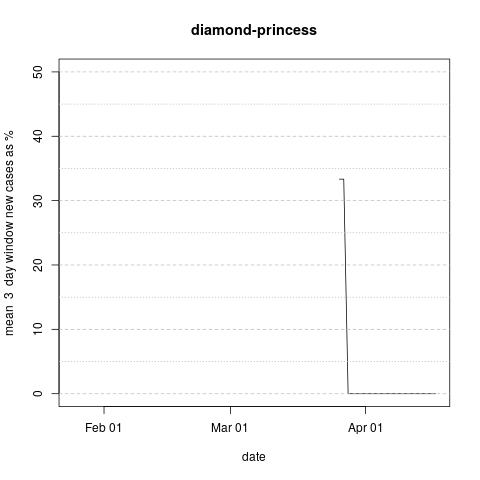 diamond-princess
mean 3 day window new cases as %
50
40
30
20
10
0
Feb 01
Mar 01
Apr 01
date